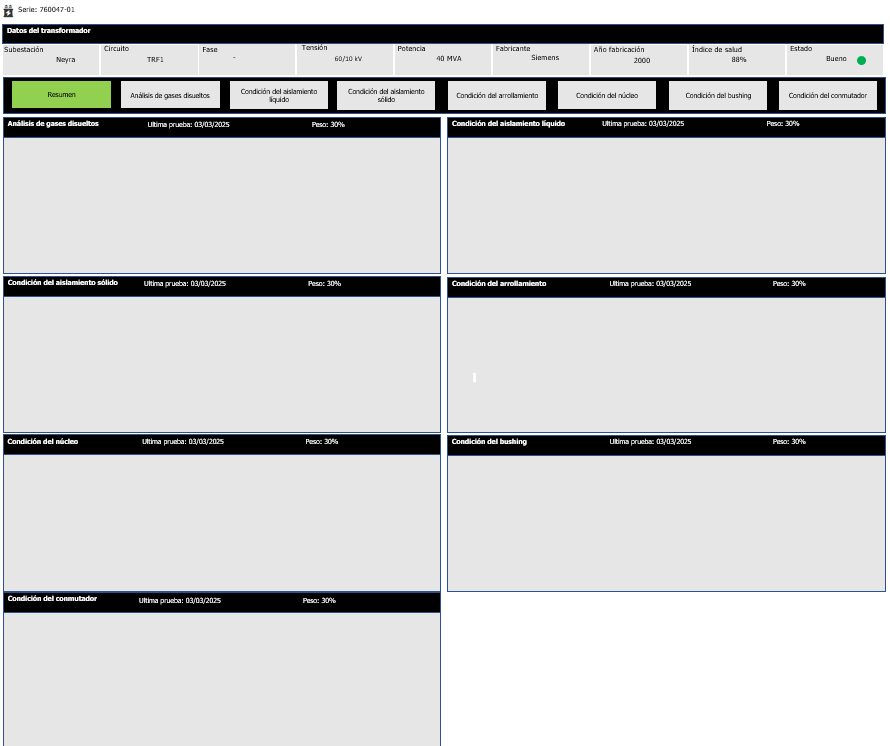 Serie: 760047-01
Datos del transformador
Subestación
Neyra
Circuito
TRF1
Fase
-
Tensión
60/10 kV
Potencia
40 MVA
Fabricante
Siemens
Año fabricación
2000
Índice de salud
88%
Estado
Bueno
Resumen
Análisis de gases disueltos
Condición del aislamiento
líquido
Condición del aislamiento
sólido
Condición del arrollamiento
Condición del núcleo
Condición del bushing
Condición del conmutador
Análisis de gases disueltos Ultima prueba: 03/03/2025 Peso: 30%
Condición del aislamiento líquido Ultima prueba: 03/03/2025 Peso: 30%
Condición del aislamiento sólido Ultima prueba: 03/03/2025 Peso: 30%
Condición del arrollamiento Ultima prueba: 03/03/2025 Peso: 30%
Condición del núcleo Ultima prueba: 03/03/2025 Peso: 30%
Condición del bushing Ultima prueba: 03/03/2025 Peso: 30%
Condición del conmutador Ultima prueba: 03/03/2025 Peso: 30%